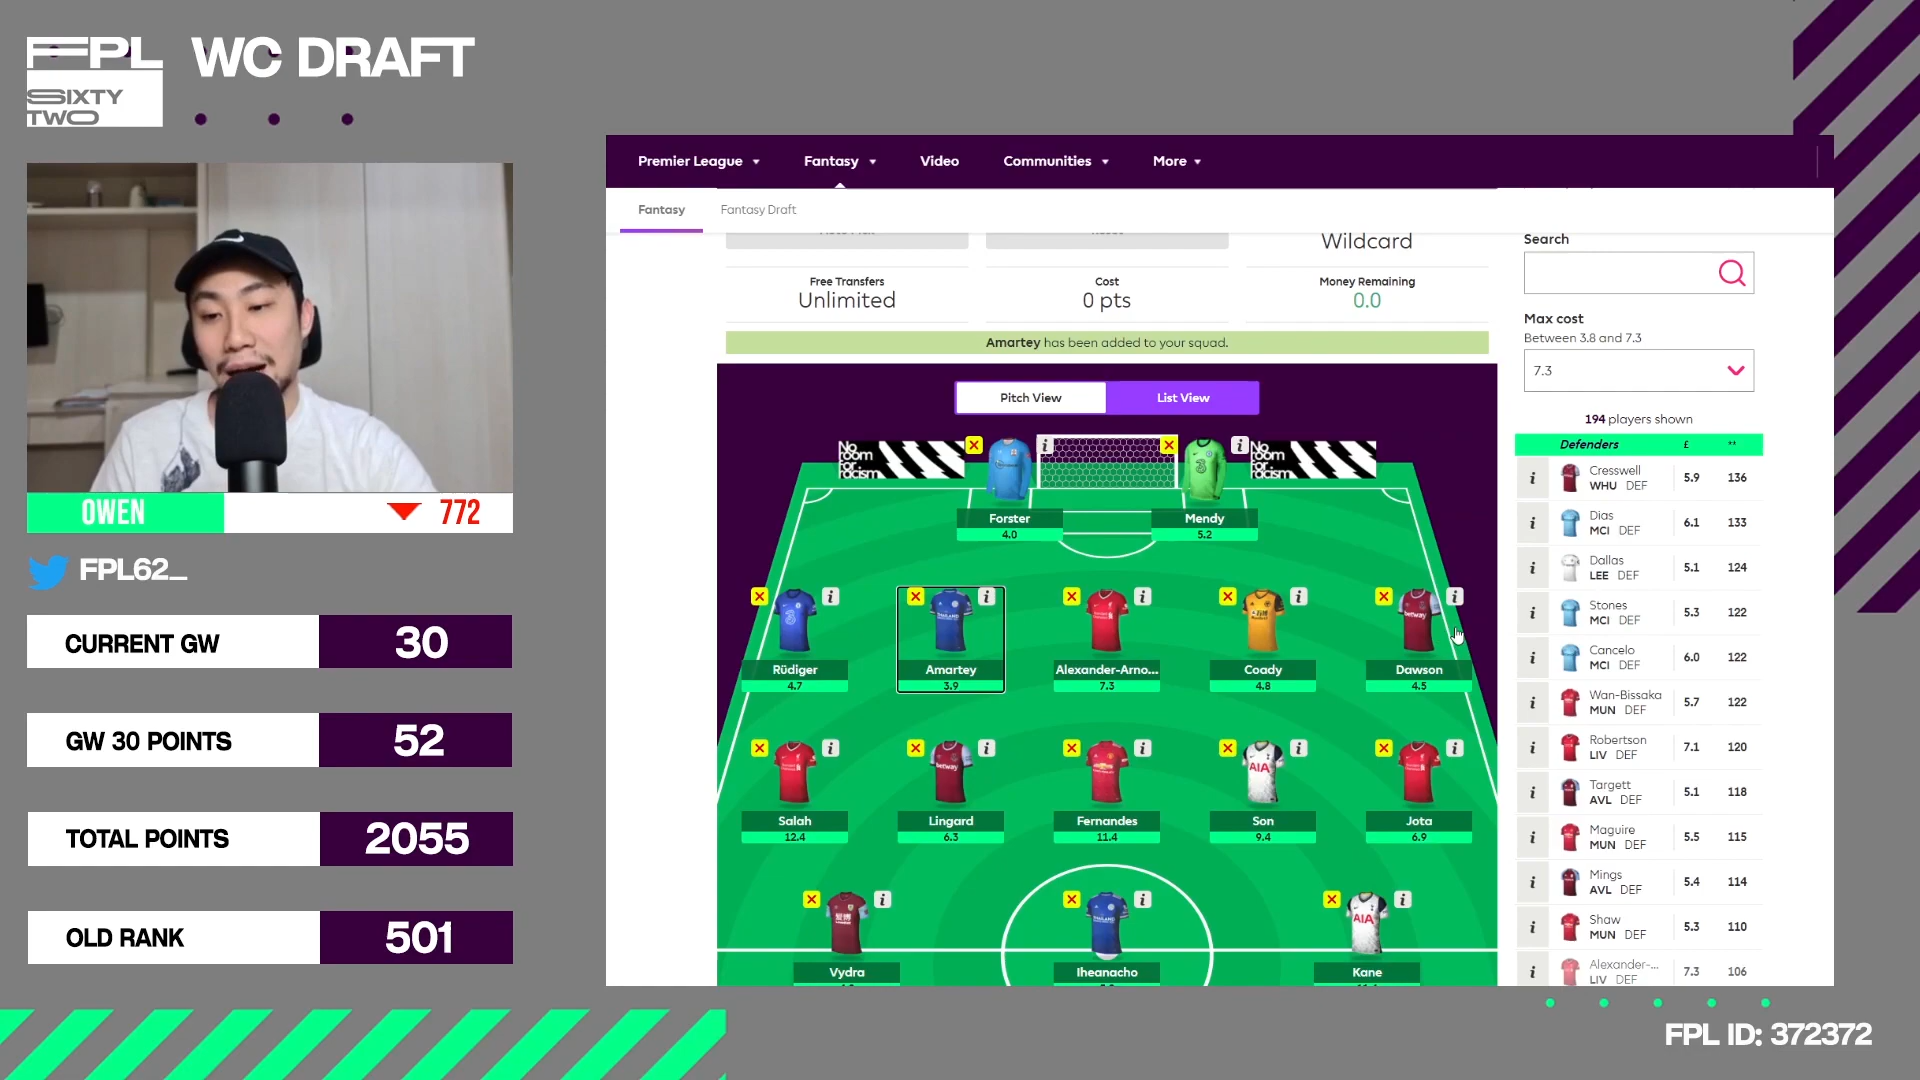 FPL
SIXTY
TWO
WC DRAFT
OWEN
772
FPL62_
CURRENT GW
30
GW 30 POINTS
52
TOTAL POINTS
2055
OLD RANK
501
Premier League
Fantasy
Video
Communities
More
Fantasy
Fantasy Draft
Wildcard
Free Transfers
Unlimited
Cost
0 pts
Money Remaining
0.0
Amartey has been added to your squad.
Pitch View
List View
No
room
for
racism
No
room
for
racism
Forster
4.0
Mendy
5.2
Rüdiger
4.7
Amartey
3.9
Alexander-Arno...
7.3
Coady
4.8
Dawson
4.5
Salah
12.4
Lingard
6.3
Fernandes
11.4
Son
9.4
Jota
6.9
Vydra
Iheanacho
Kane
Search
Max cost
Between 3.8 and 7.3
7.3
194 players shown
Defenders £ **
Cresswell
WHU DEF 5.9 136
Dias
MCI DEF 6.1 133
Dallas
LEE DEF 5.1 124
Stones
MCI DEF 5.3 122
Cancelo
MCI DEF 6.0 122
Wan-Bissaka
MUN DEF 5.7 122
Robertson
LIV DEF 7.1 120
Targett
AVL DEF 5.1 118
Maguire
MUN DEF 5.5 115
Mings
AVL DEF 5.4 114
Shaw
MUN DEF 5.3 110
Alexander-...
LIV DEF 7.3 106
FPL ID: 372372